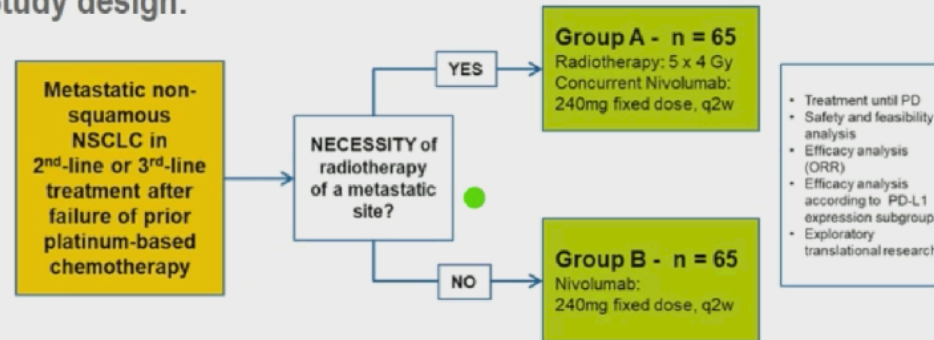 Study design:
Metastatic non-
squamous
NSCLC in
2nd-line or 3rd-line
treatment after
failure of prior
platinum-based
chemotherapy
NECESSITY of
radiotherapy
of a metastatic
site?
YES
NO
Group A - n = 65
Radiotherapy: 5 x 4 Gy
Concurrent Nivolumab:
240mg fixed dose, q2w
Group B - n = 65
Nivolumab:
240mg fixed dose, q2w
• Treatment until PD
• Safety and feasibility
analysis
• Efficacy analysis
(ORR)
• Efficacy analysis
according to PD-L1
expression subgroup
• Exploratory
translational research